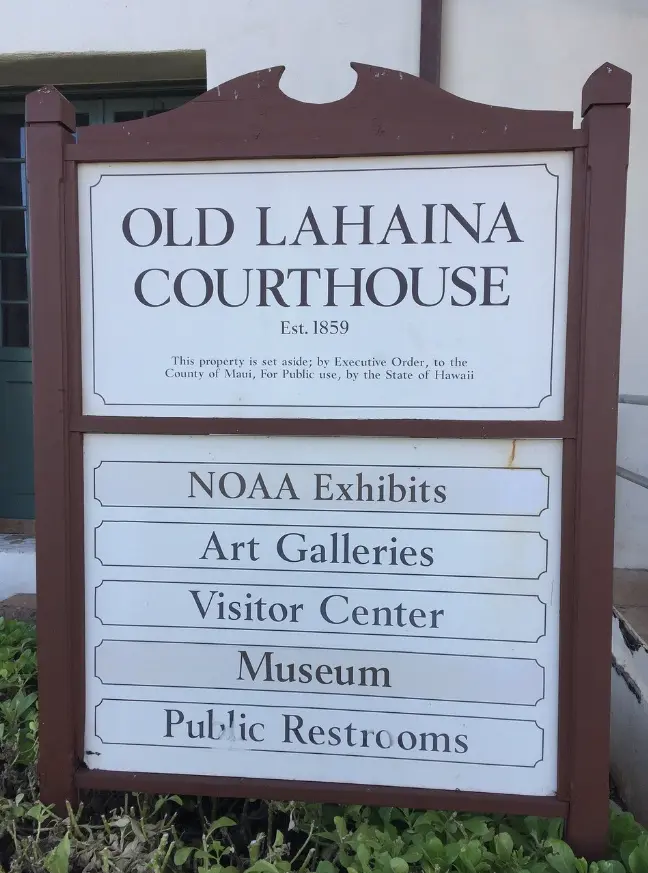 OLD LAHAINA
COURTHOUSE
Est. 1859
This property is set aside; by Executive Order, to the
County of Maui, For Public use, by the State of Hawaii
NOAA Exhibits
Art Galleries
Visitor Center
Museum
Public Restrooms